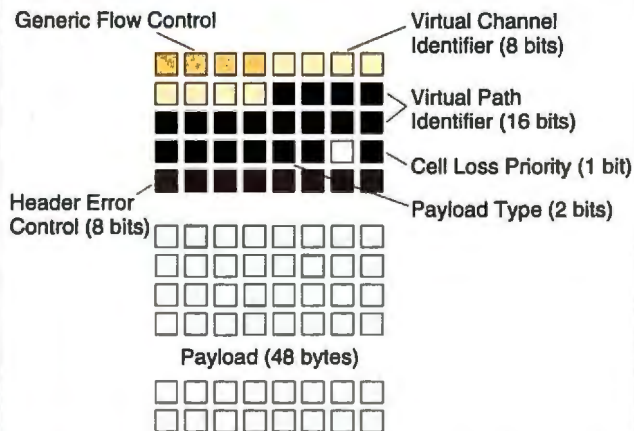 Generic Flow Control
Virtual Channel
Identifier (8 bits)
Virtual Path
Identifier (16 bits)
Cell Loss Priority (1 bit)
Payload Type (2 bits)
Header Error
Control (8 bits)
Payload (48 bytes)